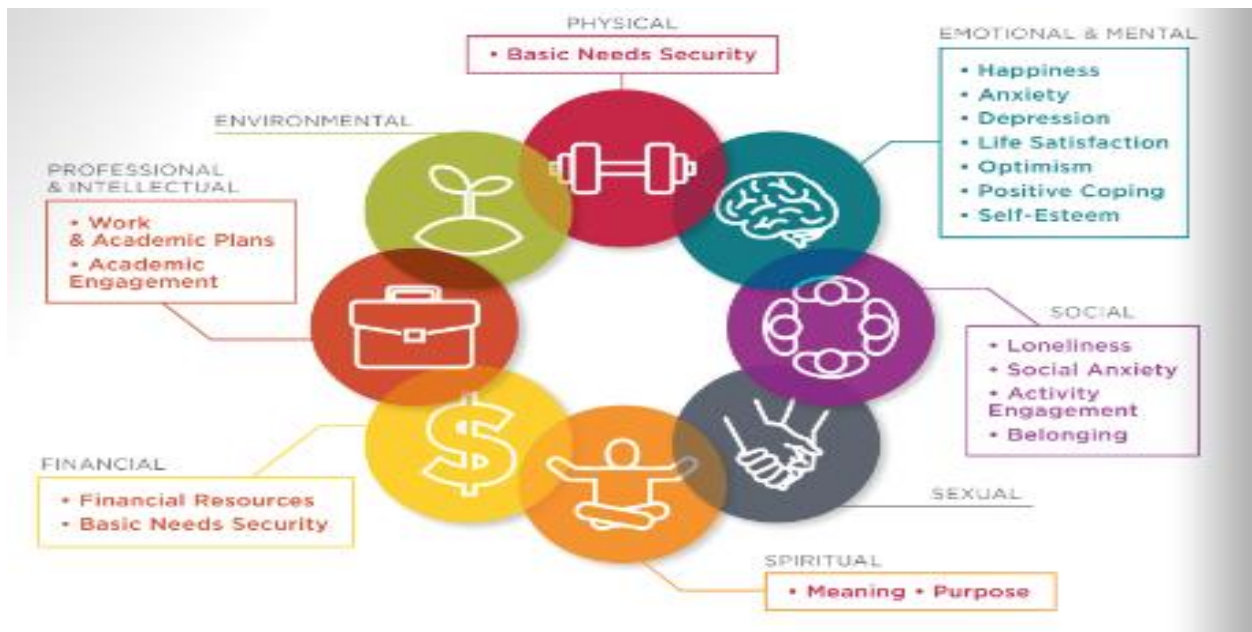 PHYSICAL
• Basic Needs Security
EMOTIONAL & MENTAL
• Happiness
• Anxiety
• Depression
• Life Satisfaction
• Optimism
• Positive Coping
• Self-Esteem
ENVIRONMENTAL
PROFESSIONAL
& INTELLECTUAL
• Work
& Academic Plans
• Academic
Engagement
SOCIAL
• Loneliness
• Social Anxiety
• Activity
Engagement
• Belonging
$
FINANCIAL
• Financial Resources
• Basic Needs Security
SEXUAL
SPIRITUAL
• Meaning • Purpose